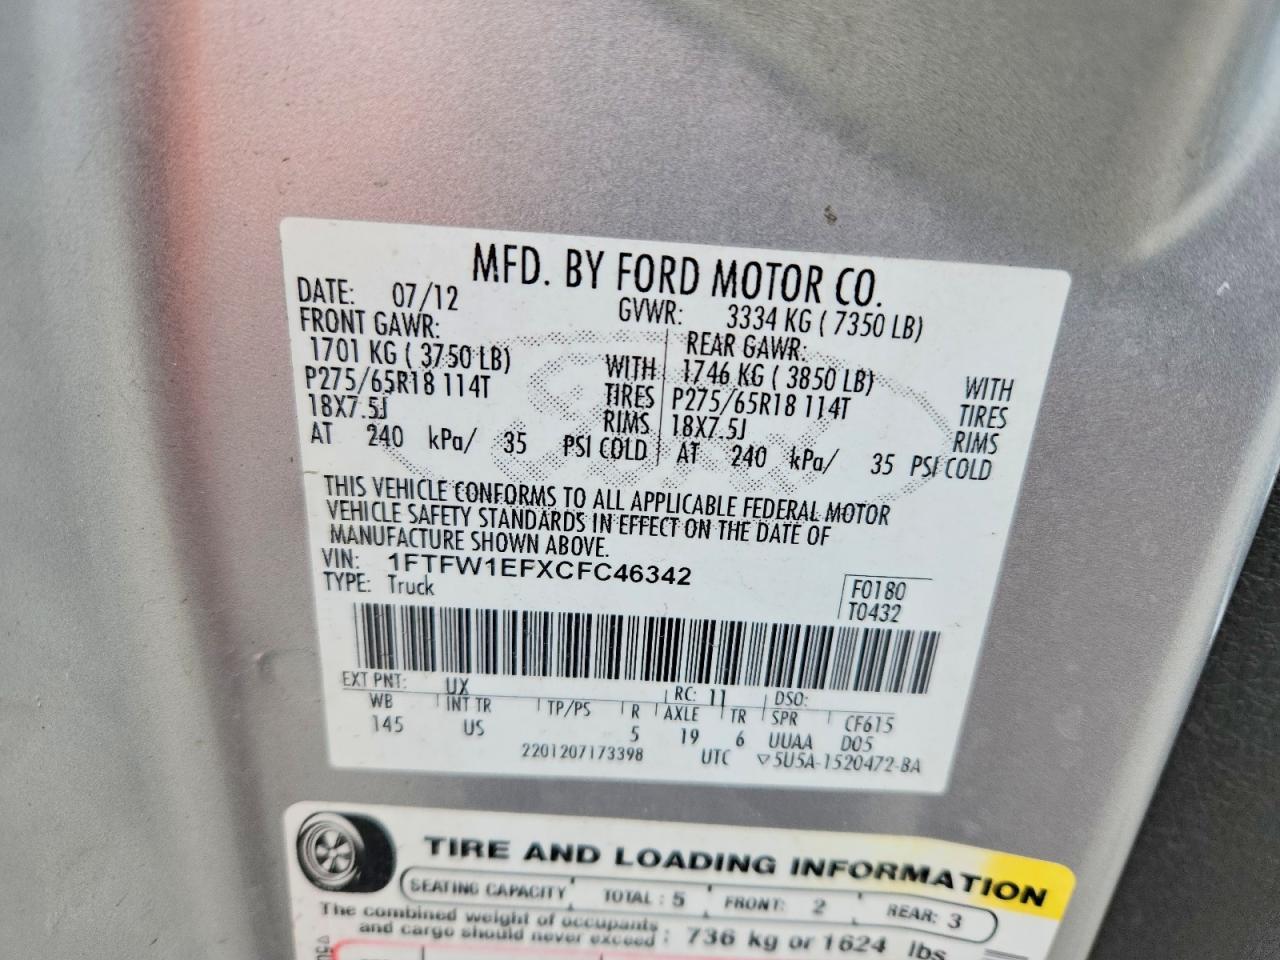 MFD. BY FORD MOTOR CO.
DATE: 07/12 GVWR: 3334 KG ( 7350 LB)
FRONT GAWR: REAR GAWR:
1701 KG ( 3750 LB) WITH 1746 KG ( 3850 LB) WITH
P275/65R18 114T TIRES P275/65R18 114T TIRES
18X7.5J RIMS 18X7.5J RIMS
AT 240 kPa/ 35 PSI COLD AT 240 kPa/ 35 PSI COLD
THIS VEHICLE CONFORMS TO ALL APPLICABLE FEDERAL MOTOR
VEHICLE SAFETY STANDARDS IN EFFECT ON THE DATE OF
MANUFACTURE SHOWN ABOVE.
VIN: 1FTFW1EFXCFC46342
TYPE: Truck
F0180
T0432
EXT PNT: UX RC: 11 DSO:
WB INT TR TP/PS R AXLE TR SPR CF615
145 US 5 19 6 UUAA D05
2201207173398 UTC ▽5U5A-1520472-BA
TIRE AND LOADING INFORMATION
SEATING CAPACITY TOTAL : 5 FRONT: 2 REAR: 3
The combined weight of occupants
and cargo should never exceed : 736 kg or 1624 lbs